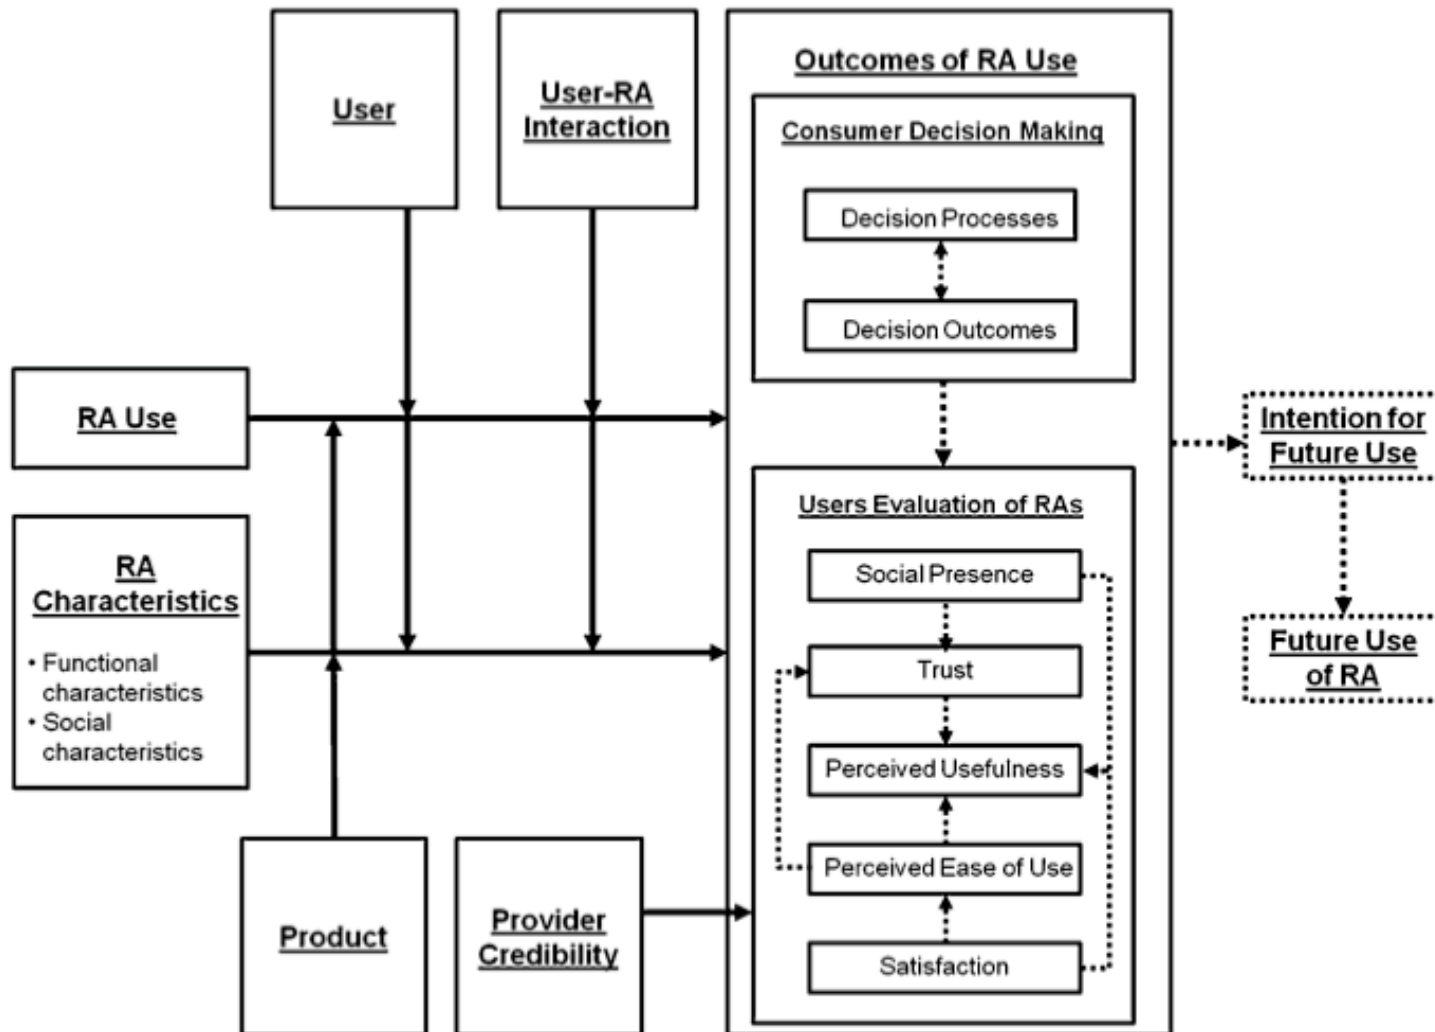 User
User-RA
Interaction
Outcomes of RA Use
Consumer Decision Making
Decision Processes
Decision Outcomes
RA Use
Intention for
Future Use
Users Evaluation of RAs
RA
Characteristics
• Functional
characteristics
• Social
characteristics
Social Presence
Trust
Future Use
of RA
Perceived Usefulness
Perceived Ease of Use
Product
Provider
Credibility
Satisfaction